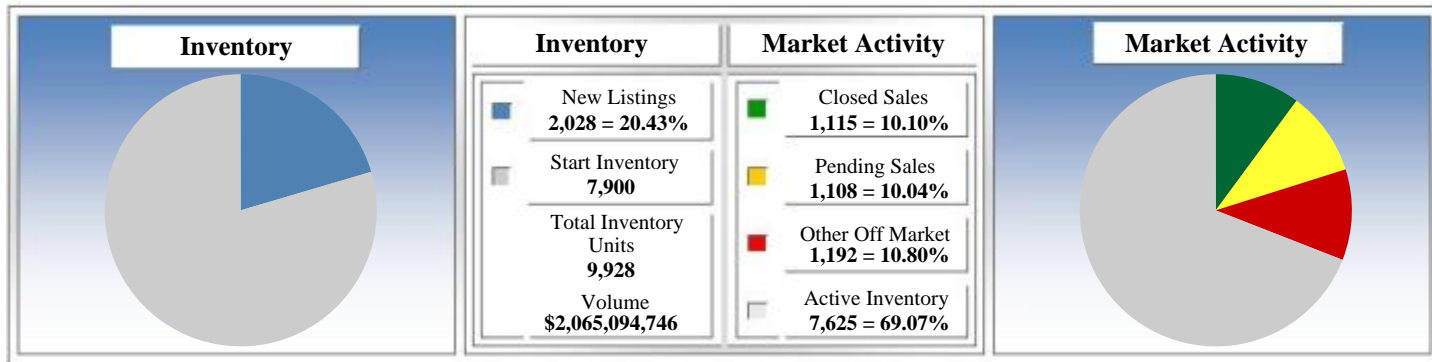 Inventory
Inventory
Market Activity
New Listings
2,028 = 20.43%
Start Inventory
7,900
Total Inventory
Units
9,928
Volume
$2,065,094,746
Closed Sales
1,115 = 10.10%
Pending Sales
1,108 = 10.04%
Other Off Market
1,192 = 10.80%
Active Inventory
7,625 = 69.07%
Market Activity